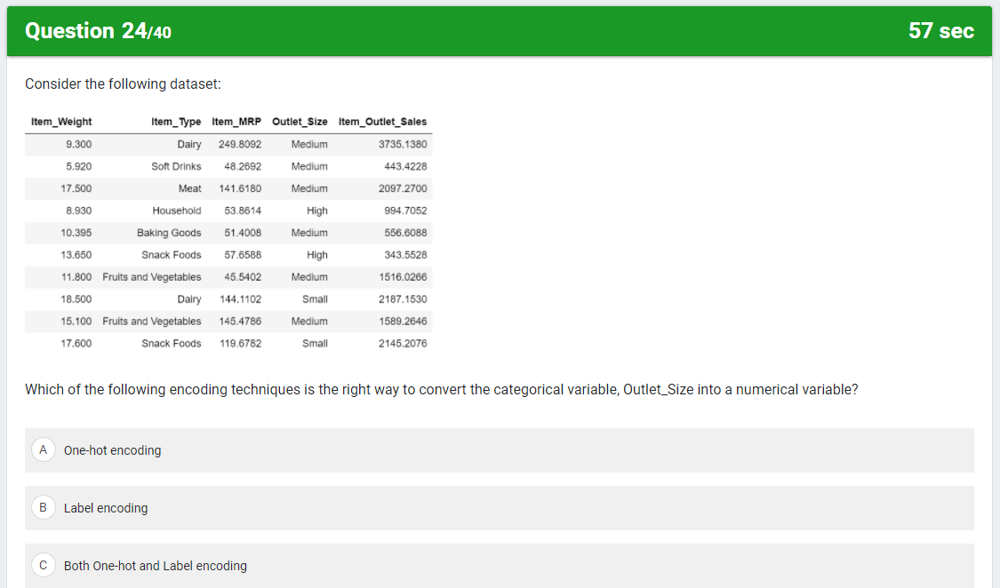 Question 24/40
57 sec
Consider the following dataset:
Item_Weight Item_Type Item_MRP Outlet_Size Item_Outlet_Sales
9.300 Dairy 249.8092 Medium 3735.1380
5.920 Soft Drinks 48.2692 Medium 443.4228
17.500 Meat 141.6180 Medium 2097.2700
8.930 Household 53.8614 High 994.7052
10.395 Baking Goods 51.4008 Medium 556.6088
13.650 Snack Foods 57.6588 High 343.5528
11.800 Fruits and Vegetables 45.5402 Medium 1516.0266
18.500 Dairy 144.1102 Small 2187.1530
15.100 Fruits and Vegetables 145.4786 Medium 1589.2646
17.600 Snack Foods 119.6782 Small 2145.2076
Which of the following encoding techniques is the right way to convert the categorical variable, Outlet_Size into a numerical variable?
A One-hot encoding
B Label encoding
C Both One-hot and Label encoding